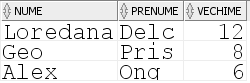 NUME PRENUME VECHIME
Loredana Delc 12
Geo Pris 8
Alex Ong 6